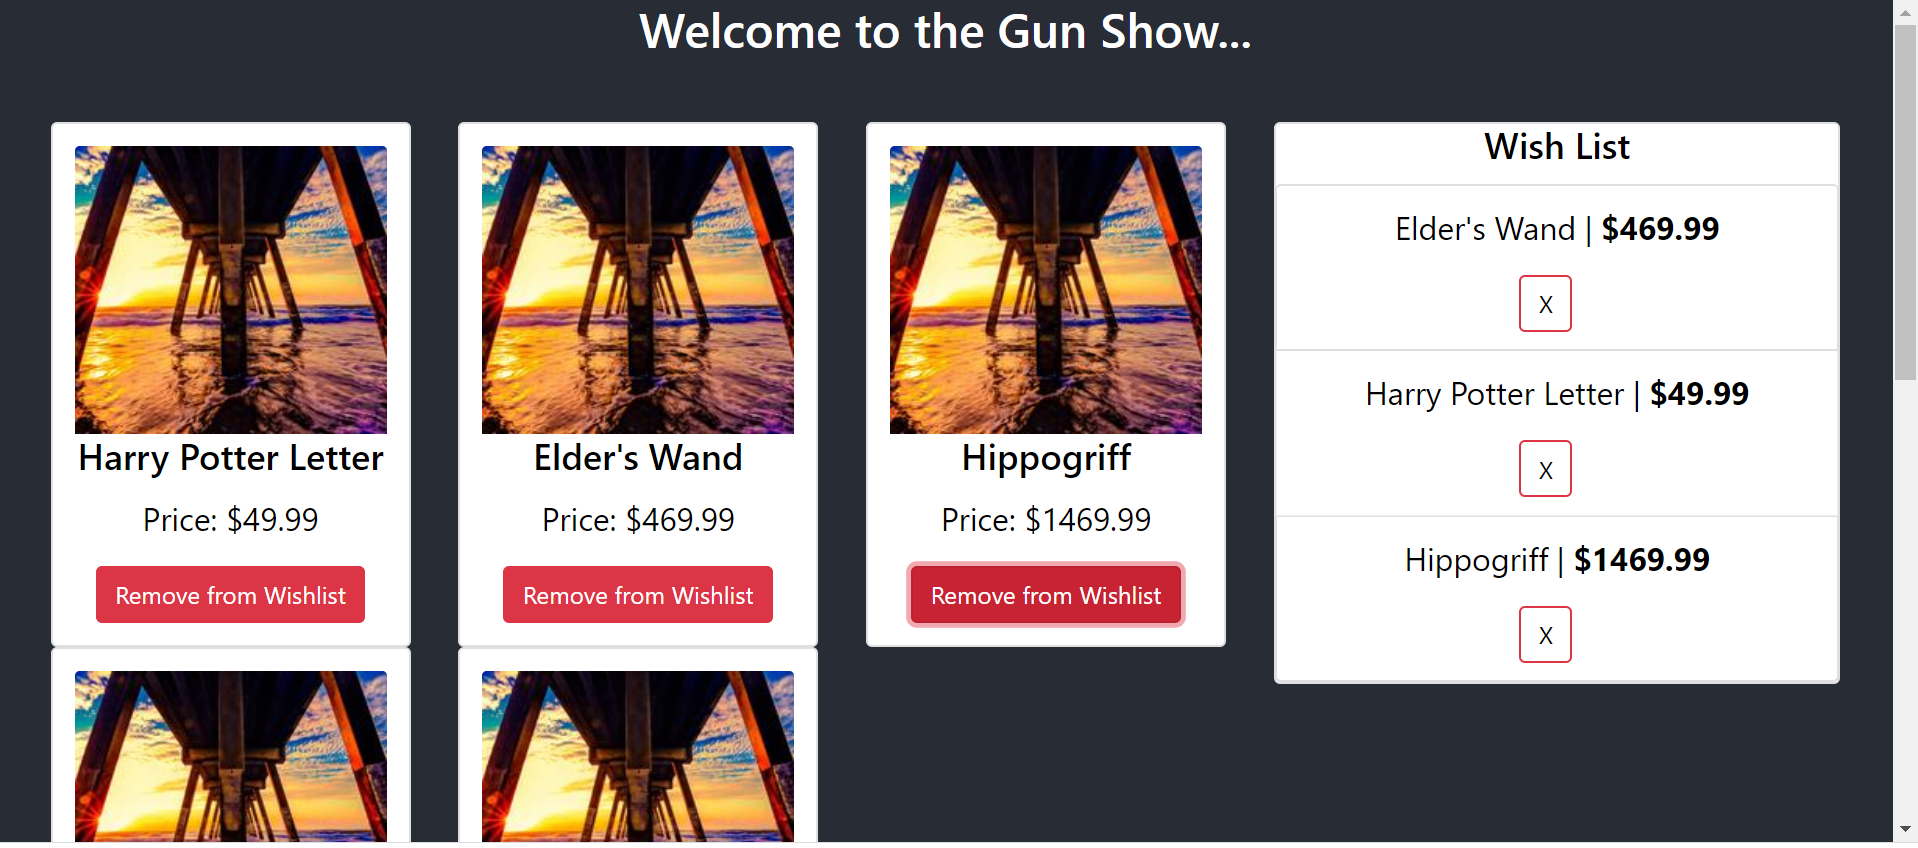 Welcome to the Gun Show...
Harry Potter Letter
Price: $49.99
Remove from Wishlist
Elder's Wand
Price: $469.99
Remove from Wishlist
Hippogriff
Price: $1469.99
Remove from Wishlist
Wish List
Elder's Wand | $469.99
X
Harry Potter Letter | $49.99
X
Hippogriff | $1469.99
X